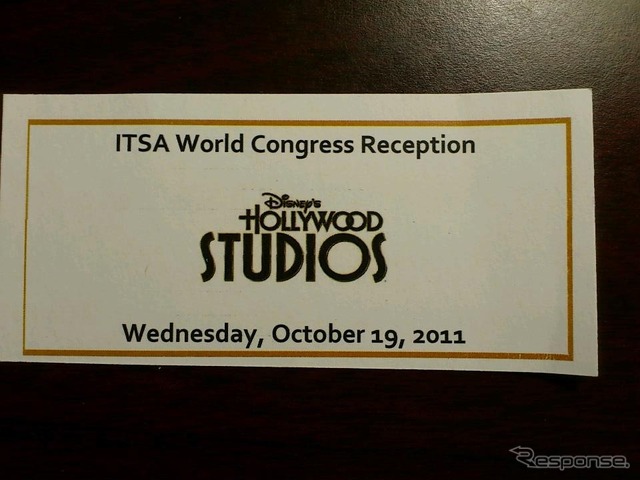 ITSA World Congress Reception
Disney's
HOLLYWOOD
STUDIOS
Wednesday, October 19, 2011
Response.